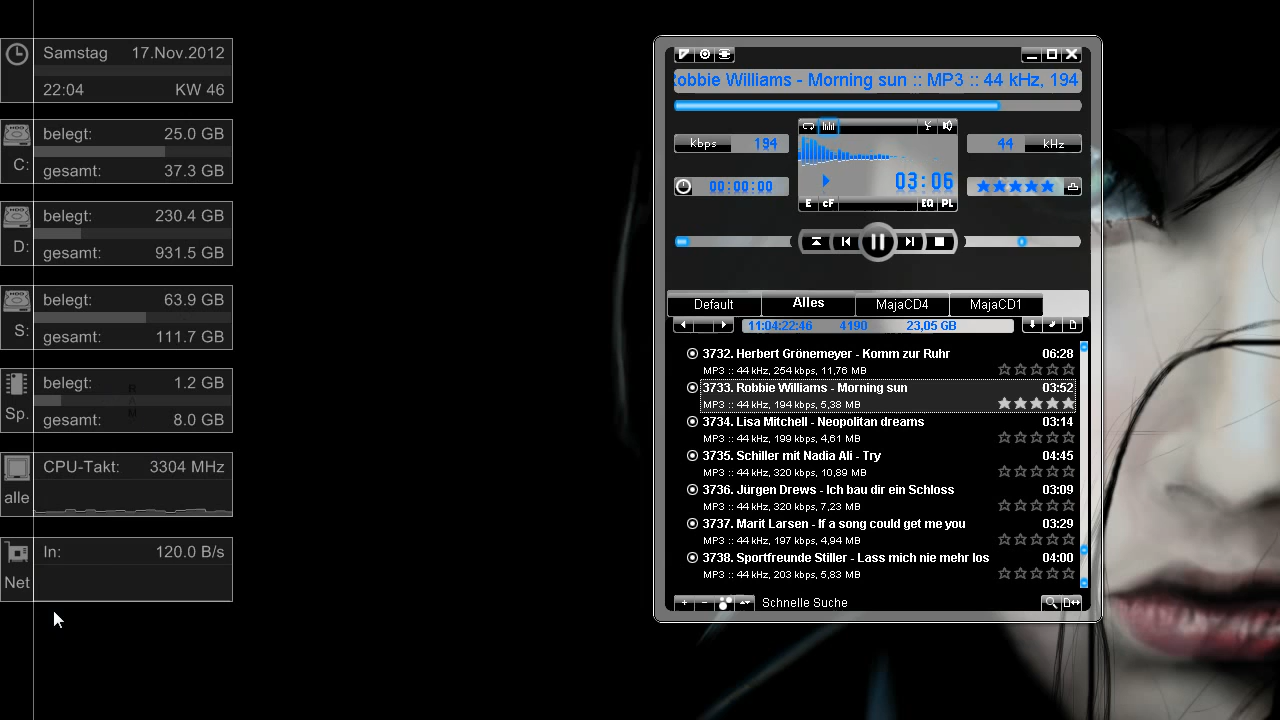 Samstag 17.Nov.2012
22:04 KW 46
belegt: 25.0 GB
C:
gesamt: 37.3 GB
belegt: 230.4 GB
D:
gesamt: 931.5 GB
belegt: 63.9 GB
S:
gesamt: 111.7 GB
belegt: 1.2 GB
RAM
Sp.
gesamt: 8.0 GB
CPU-Takt: 3304 MHz
alle
In: 120.0 B/s
Net
Robbie Williams - Morning sun :: MP3 :: 44 kHz, 194
kbps 194
44 kHz
00:00:00
03:06
E cF EQ PL
Default Alles MajaCD4 MajaCD1
11:04:22:46 4190 23,05 GB
3732. Herbert Grönemeyer - Komm zur Ruhr 06:28
MP3 :: 44 kHz, 254 kbps, 11,76 MB
3733. Robbie Williams - Morning sun 03:52
MP3 :: 44 kHz, 194 kbps, 5,38 MB
3734. Lisa Mitchell - Neopolitan dreams 03:14
MP3 :: 44 kHz, 199 kbps, 4,61 MB
3735. Schiller mit Nadia Ali - Try 04:45
MP3 :: 44 kHz, 320 kbps, 10,89 MB
3736. Jürgen Drews - Ich bau dir ein Schloss 03:09
MP3 :: 44 kHz, 320 kbps, 7,23 MB
3737. Marit Larsen - If a song could get me you 03:29
MP3 :: 44 kHz, 197 kbps, 4,94 MB
3738. Sportfreunde Stiller - Lass mich nie mehr los 04:00
MP3 :: 44 kHz, 203 kbps, 5,83 MB
Schnelle Suche